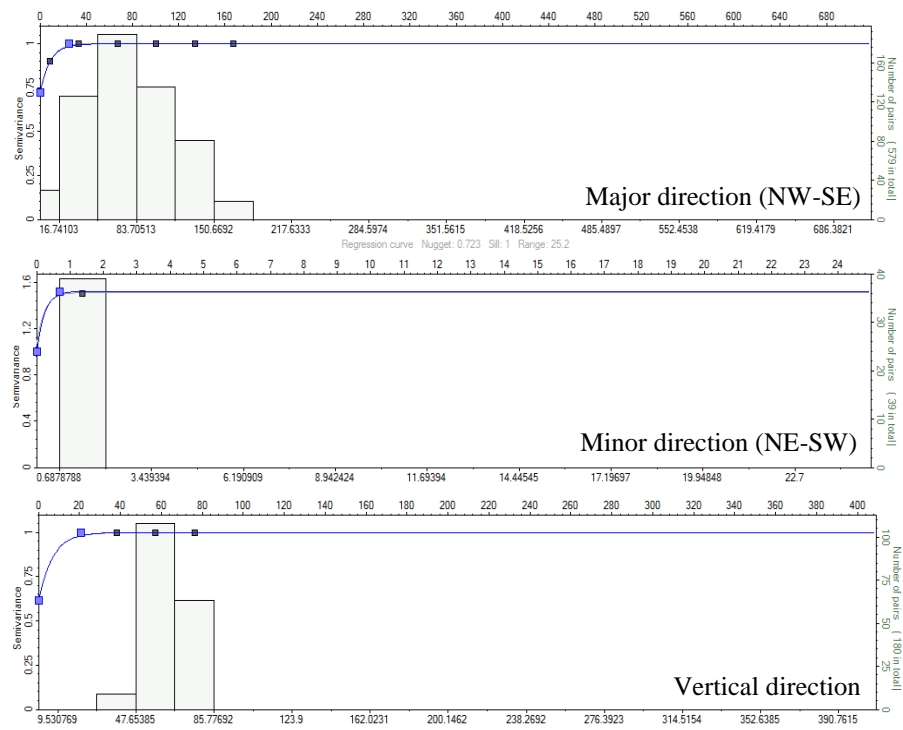 0 40 80 120 160 200 240 280 320 360 400 440 480 520 560 600 640 680
Semivariance
0 0.25 0.5 0.75 1
Number of pairs ( 579 in total)
0 40 80 120 160
Major direction (NW-SE)
16.74103 83.70513 150.6692 217.6333 284.5974 351.5615 418.5256 485.4897 552.4538 619.4179 686.3821
Regression curve Nugget: 0.723 Sill: 1 Range: 25.2
0 1 2 3 4 5 6 7 8 9 10 11 12 13 14 15 16 17 18 19 20 21 22 23 24
Semivariance
0 0.4 0.8 1.2 1.6
Number of pairs ( 39 in total)
0 10 20 30 40
Minor direction (NE-SW)
0.6878788 3.439394 6.190909 8.942424 11.69394 14.44545 17.19697 19.94848 22.7
0 20 40 60 80 100 120 140 160 180 200 220 240 260 280 300 320 340 360 380 400
Semivariance
0 0.25 0.5 0.75 1
Number of pairs ( 180 in total)
0 25 50 75 100
Vertical direction
9.530769 47.65385 85.77692 123.9 162.0231 200.1462 238.2692 276.3923 314.5154 352.6385 390.7615